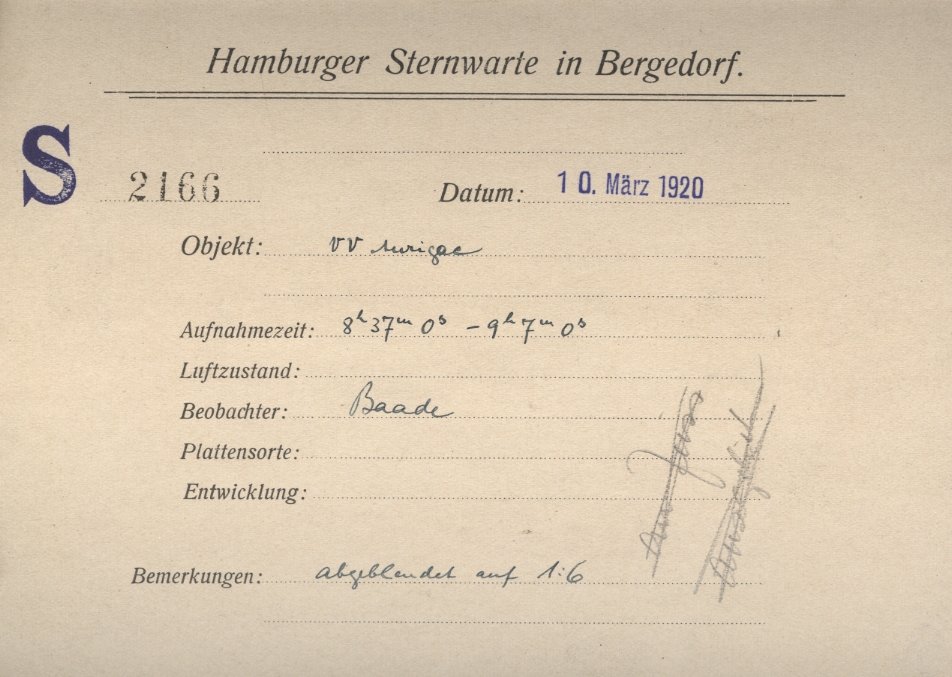 Hamburger Sternwarte in Bergedorf.
S 2166 Datum: 10. März 1920
Objekt: VV Aurigae
Aufnahmezeit: 8h 37m 0s – 9h 7m 0s
Luftzustand:
Beobachter: Baade
Plattensorte:
Entwicklung:
Bemerkungen: abgeblendet auf 1:6